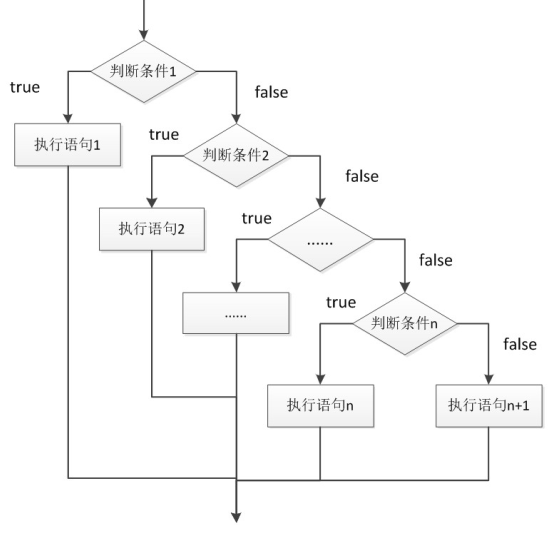 判断条件1
true
false
执行语句1
true
判断条件2
false
执行语句2
true
......
false
......
true
判断条件n
false
执行语句n
执行语句n+1